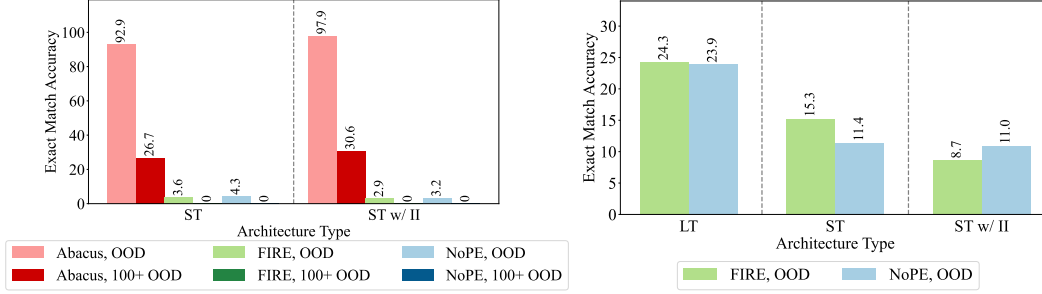 Exact Match Accuracy
100
80
60
40
20
0
92.9
26.7
3.6
0
4.3
0
97.9
30.6
2.9
0
3.2
0
ST
ST w/ II
Architecture Type
Abacus, OOD
FIRE, OOD
NoPE, OOD
Abacus, 100+ OOD
FIRE, 100+ OOD
NoPE, 100+ OOD
Exact Match Accuracy
30
25
20
15
10
5
0
24.3
23.9
15.3
11.4
8.7
11.0
LT
ST
ST w/ II
Architecture Type
FIRE, OOD
NoPE, OOD